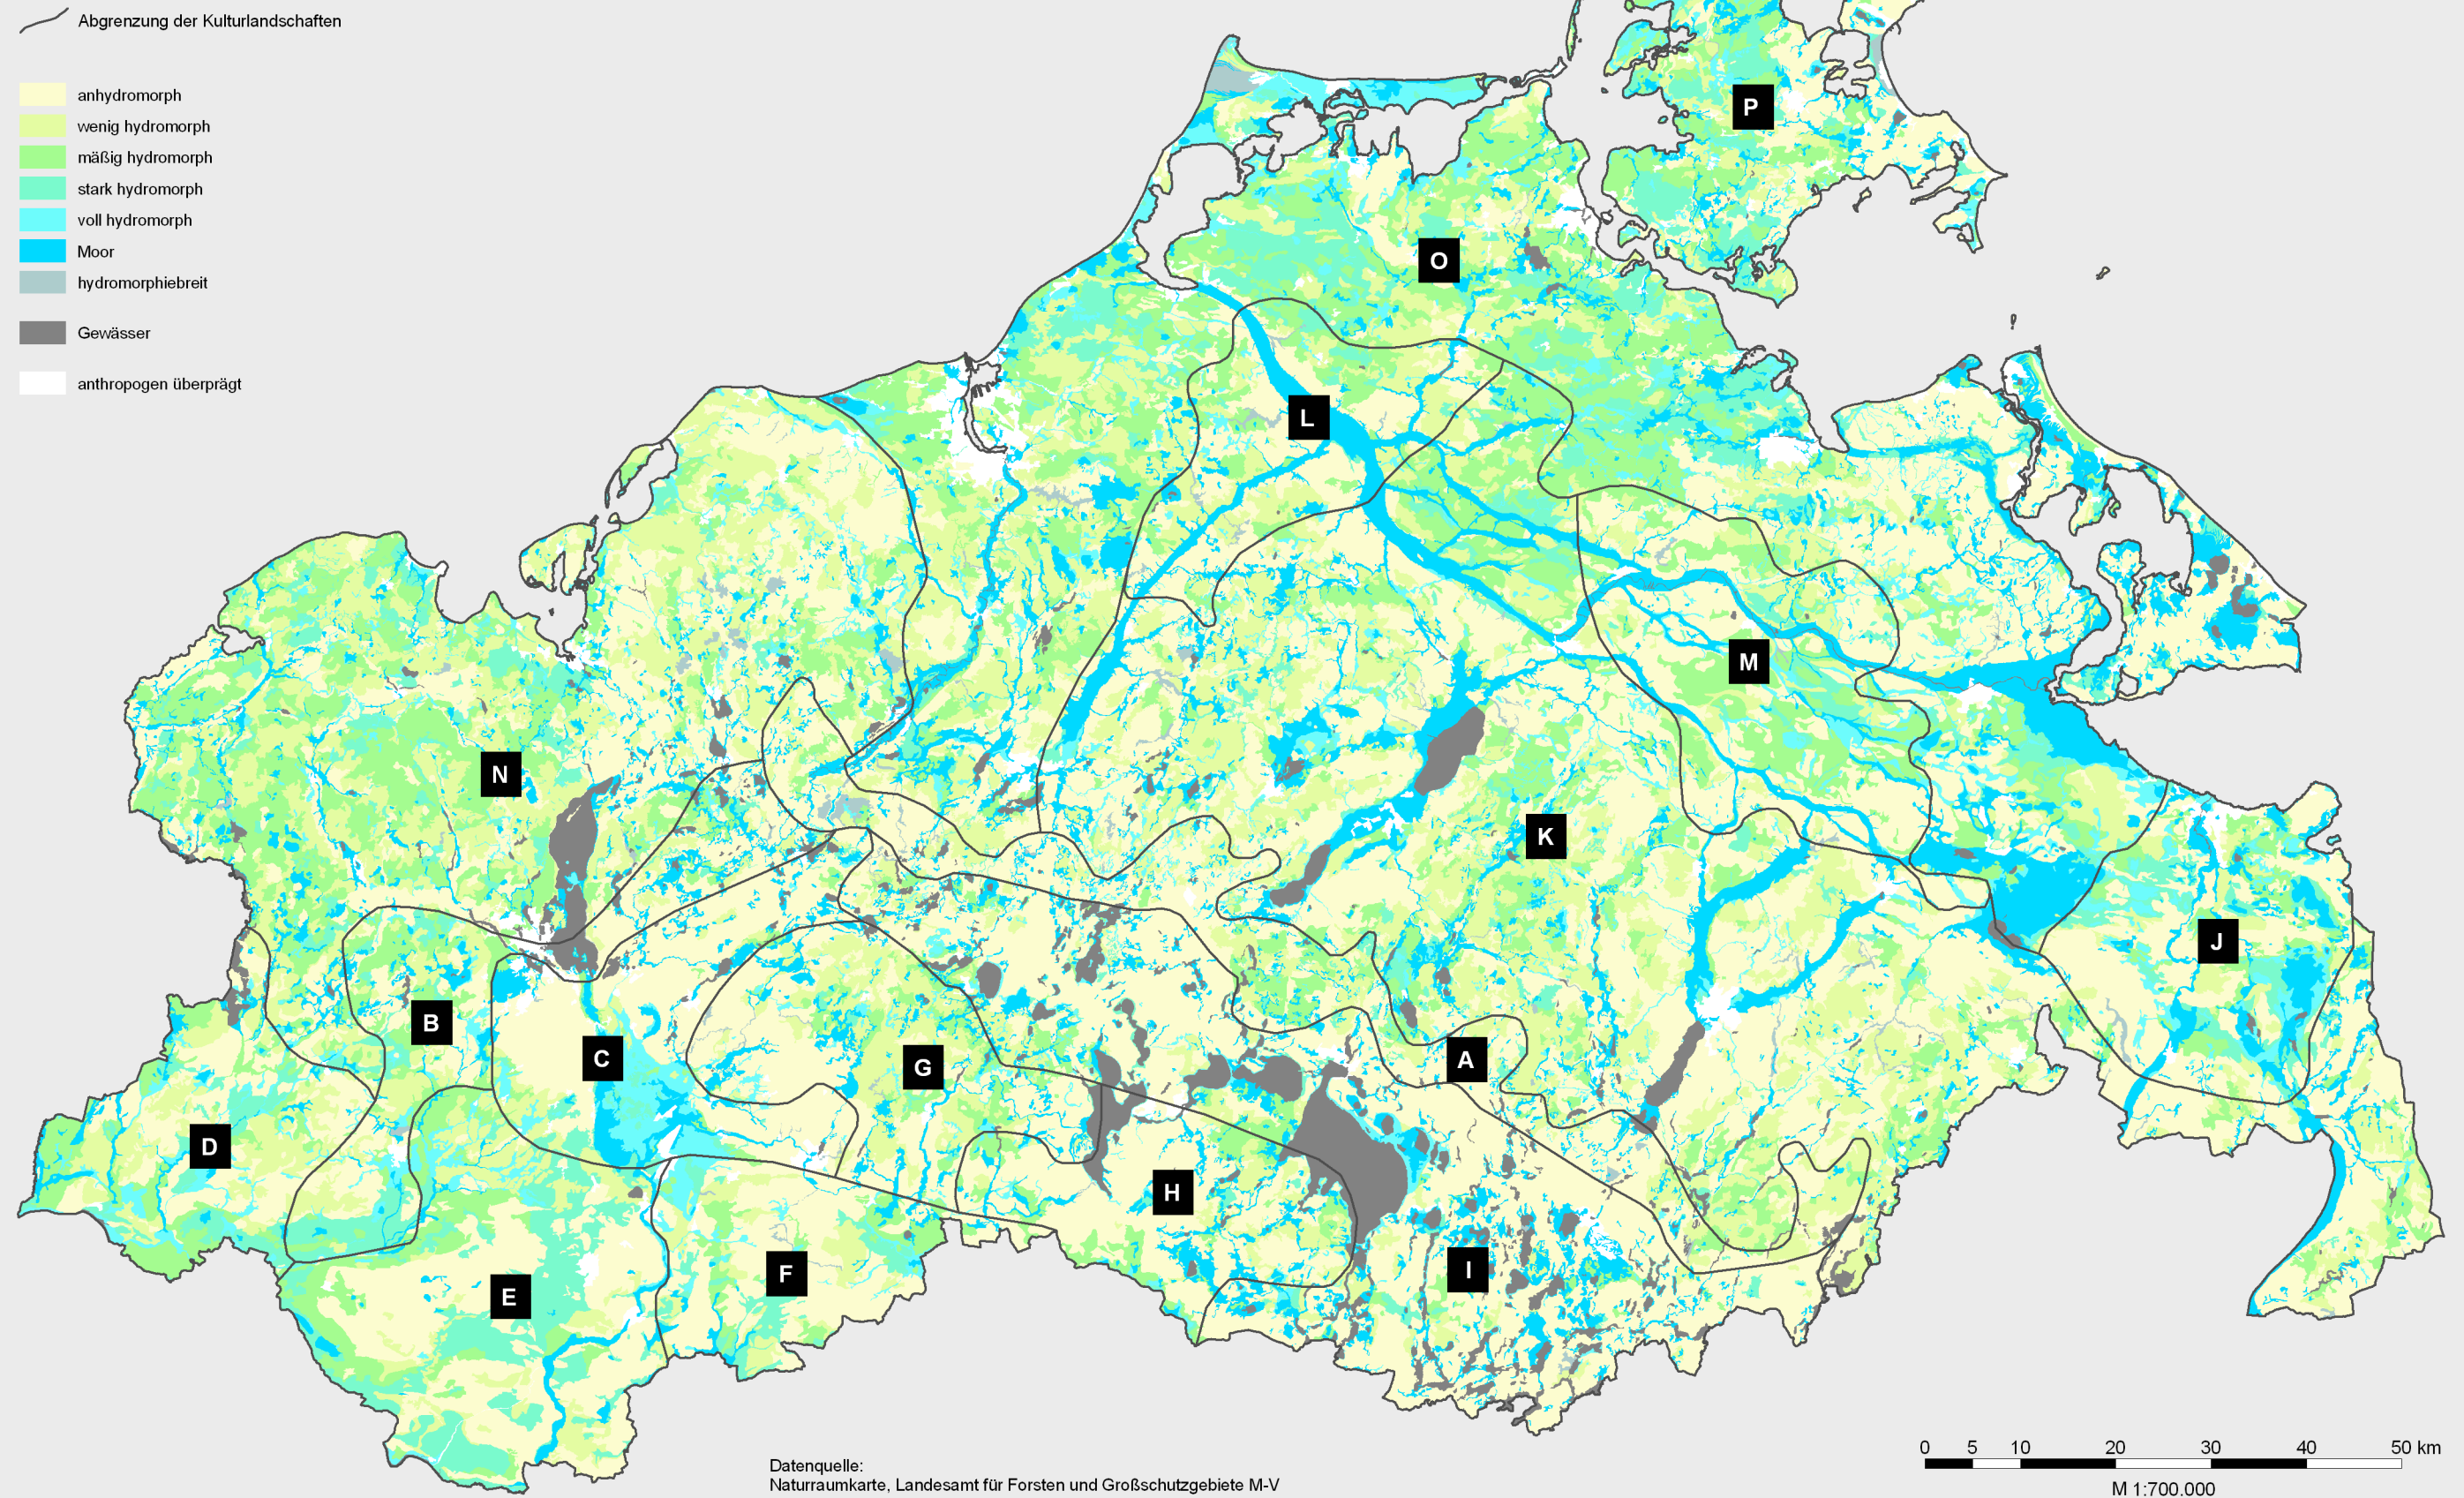 Abgrenzung der Kulturlandschaften
anhydromorph
wenig hydromorph
mäßig hydromorph
stark hydromorph
voll hydromorph
Moor
hydromorphiebreit
Gewässer
anthropogen überprägt
P
O
L
M
N
K
J
B
C
G
A
D
H
F
E
I
0 5 10 20 30 40 50 km
M 1:700.000
Datenquelle:
Naturraumkarte, Landesamt für Forsten und Großschutzgebiete M-V